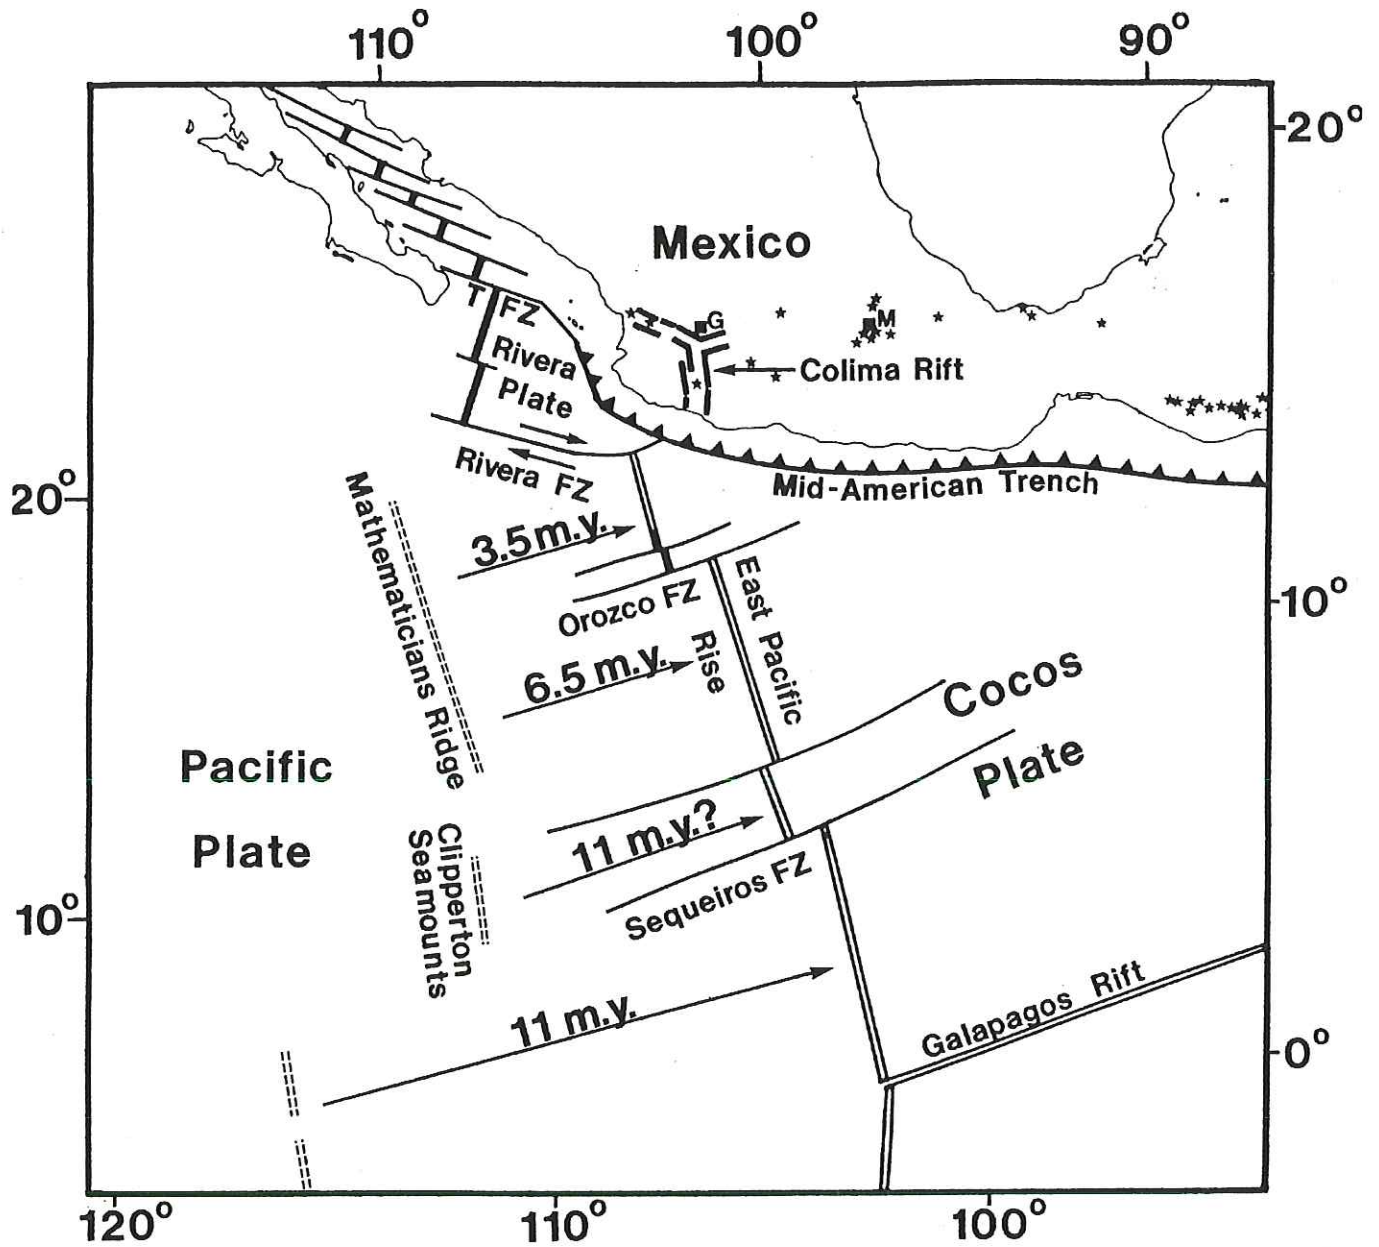 110°
100°
90°
20°
Mexico
T FZ
G
M
Rivera
Plate
Colima Rift
Rivera FZ
Mid-American Trench
20°
Mathematicians Ridge
3.5 m.y.
Orozco FZ
10°
East Pacific
Rise
6.5 m.y.
Cocos
Plate
Pacific
Plate
11 m.y.?
Clipperton
Seamounts
Sequeiros FZ
10°
11 m.y.
Galapagos Rift
0°
120°
110°
100°